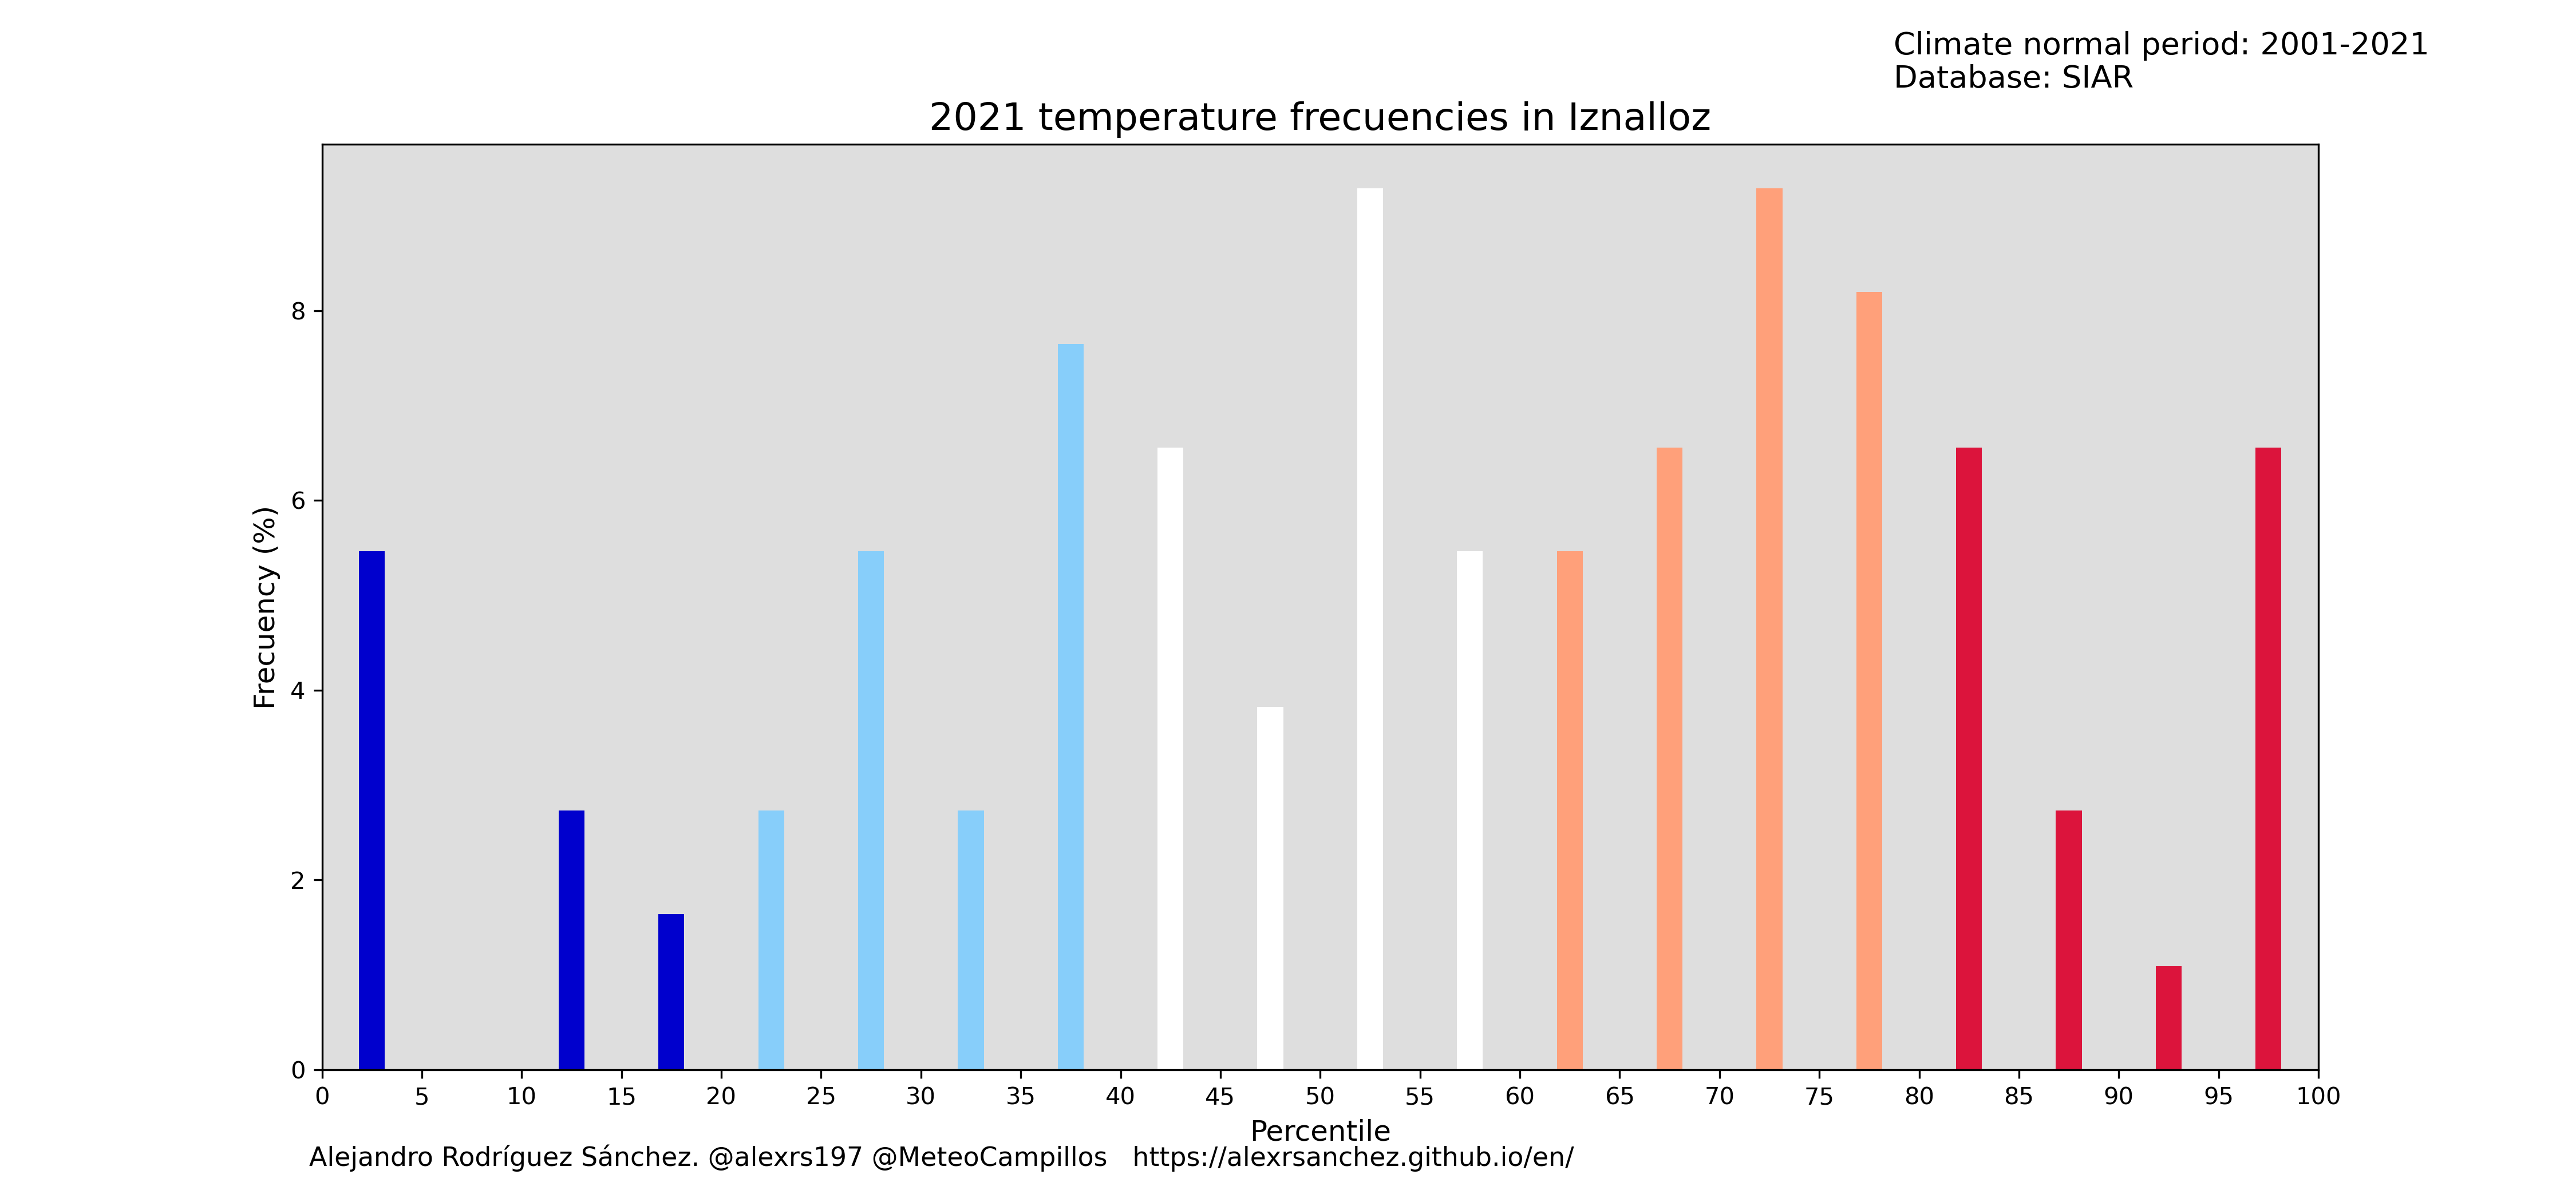 Climate normal period: 2001-2021
Database: SIAR
2021 temperature frecuencies in Iznalloz
Frecuency (%)
8
6
4
2
0
0 5 10 15 20 25 30 35 40 45 50 55 60 65 70 75 80 85 90 95 100
Percentile
Alejandro Rodríguez Sánchez. @alexrs197 @MeteoCampillos https://alexrsanchez.github.io/en/